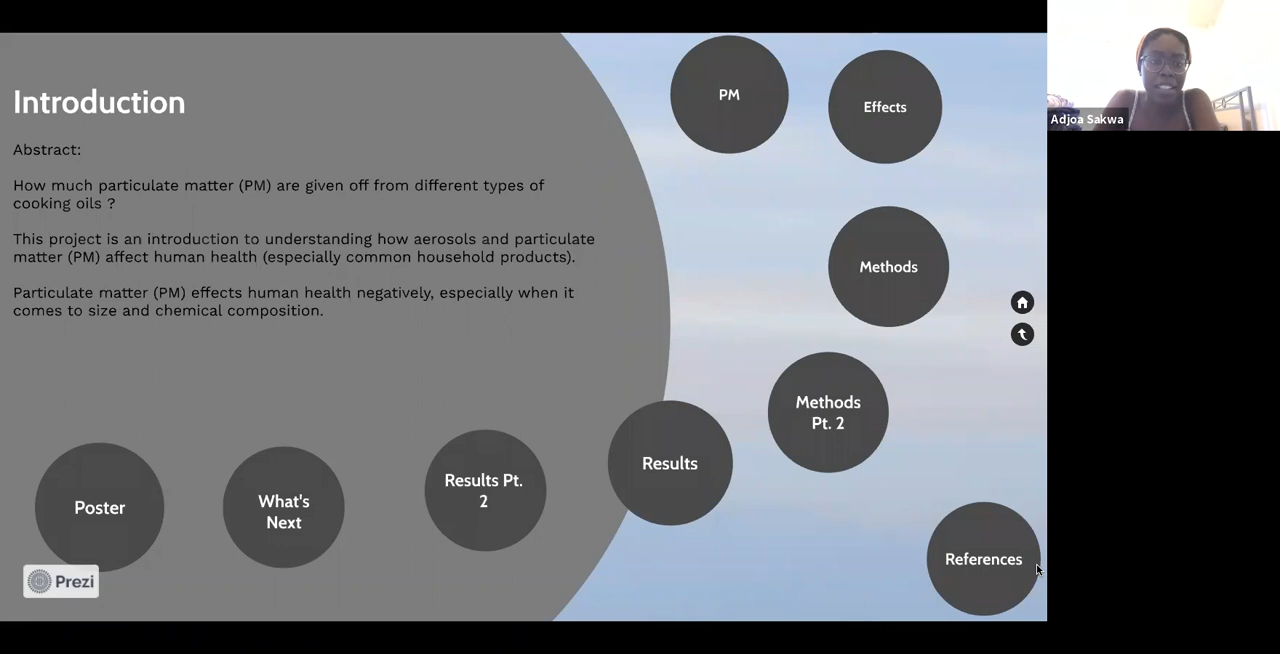 Introduction
Abstract:
How much particulate matter (PM) are given off from different types of
cooking oils ?
This project is an introduction to understanding how aerosols and particulate
matter (PM) affect human health (especially common household products).
Particulate matter (PM) effects human health negatively, especially when it
comes to size and chemical composition.
PM
Effects
Methods
Methods
Pt. 2
Results
Results Pt.
2
What's
Next
Poster
References
Prezi
Adjoa Sakwa